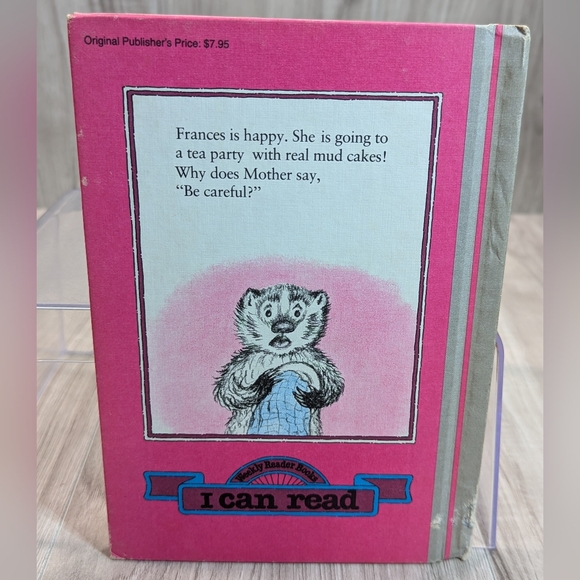 Original Publisher's Price: $7.95
Frances is happy. She is going to
a tea party with real mud cakes!
Why does Mother say,
“Be careful?”
Weekly Reader Books
I can read